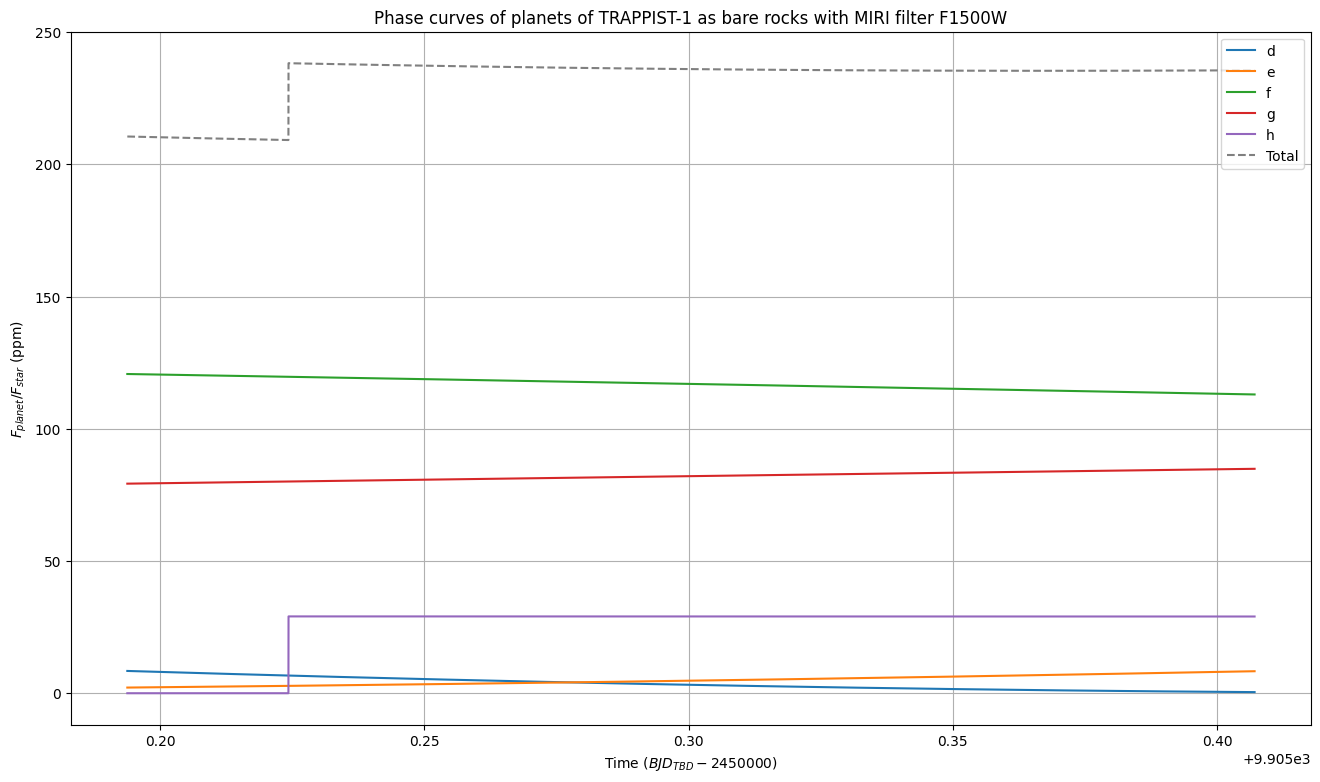 Phase curves of planets of TRAPPIST-1 as bare rocks with MIRI filter F1500W
250
200
150
100
50
0
F_planet/F_star (ppm)
d
e
f
g
h
Total
0.20 0.25 0.30 0.35 0.40
+9.905e3
Time (BJD_TBD − 2450000)